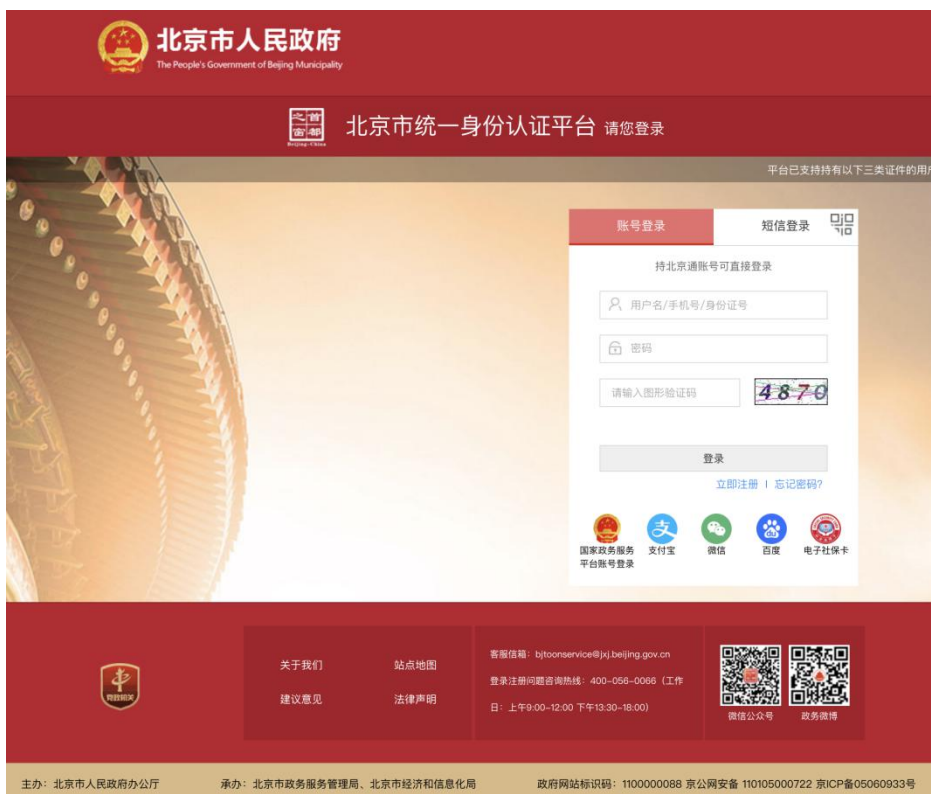 北京市人民政府
The People's Government of Beijing Municipality
首都之窗
Beijing-China
北京市统一身份认证平台 请您登录
平台已支持持有以下三类证件的用户
账号登录 短信登录
持北京通账号可直接登录
用户名/手机号/身份证号
密码
请输入图形验证码 4870
登录
立即注册 | 忘记密码?
国家政务服务 支付宝 微信 百度 电子社保卡
平台账号登录
关于我们 站点地图
建议意见 法律声明
客服信箱：bjtoonservice@jxj.beijing.gov.cn
登录注册问题咨询热线：400-056-0066（工作
日：上午9:00-12:00 下午13:30-18:00）
党政机关
微信公众号 政务微博
主办：北京市人民政府办公厅 承办：北京市政务服务管理局、北京市经济和信息化局 政府网站标识码：1100000088 京公网安备 110105000722 京ICP备05060933号